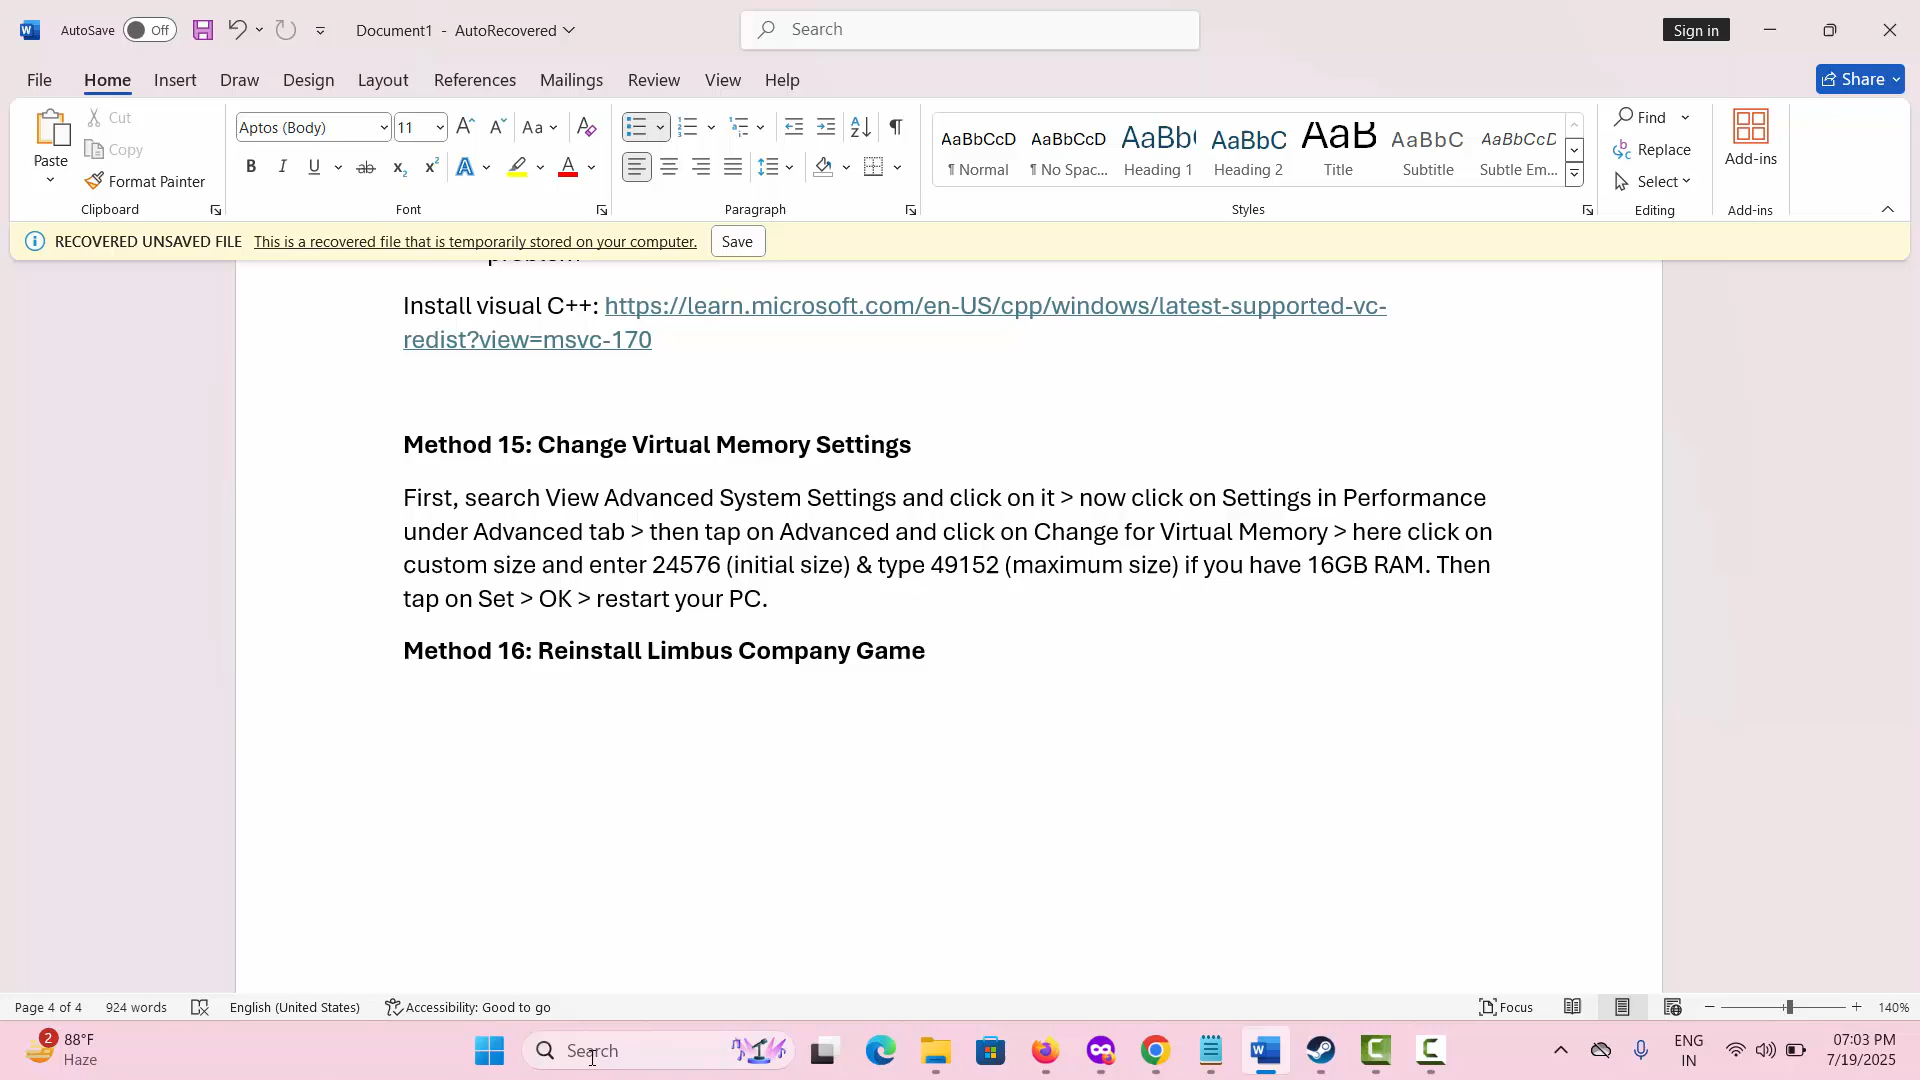 AutoSave Off Document1 - AutoRecovered Search Sign in
File Home Insert Draw Design Layout References Mailings Review View Help Share
Paste Cut Copy Format Painter
Aptos (Body) 11
AaBbCcD AaBbCcD AaBb( AaBbC AaB AaBbC AaBbCcD
¶ Normal ¶ No Spac... Heading 1 Heading 2 Title Subtitle Subtle Em...
Find Replace Select Add-ins
Clipboard Font Paragraph Styles Editing Add-ins
RECOVERED UNSAVED FILE This is a recovered file that is temporarily stored on your computer. Save
problem
Install visual C++: https://learn.microsoft.com/en-US/cpp/windows/latest-supported-vc-
redist?view=msvc-170
Method 15: Change Virtual Memory Settings
First, search View Advanced System Settings and click on it > now click on Settings in Performance
under Advanced tab > then tap on Advanced and click on Change for Virtual Memory > here click on
custom size and enter 24576 (initial size) & type 49152 (maximum size) if you have 16GB RAM. Then
tap on Set > OK > restart your PC.
Method 16: Reinstall Limbus Company Game
Page 4 of 4 924 words English (United States) Accessibility: Good to go Focus 140%
2 88°F
Haze
Search
ENG
IN
07:03 PM
7/19/2025